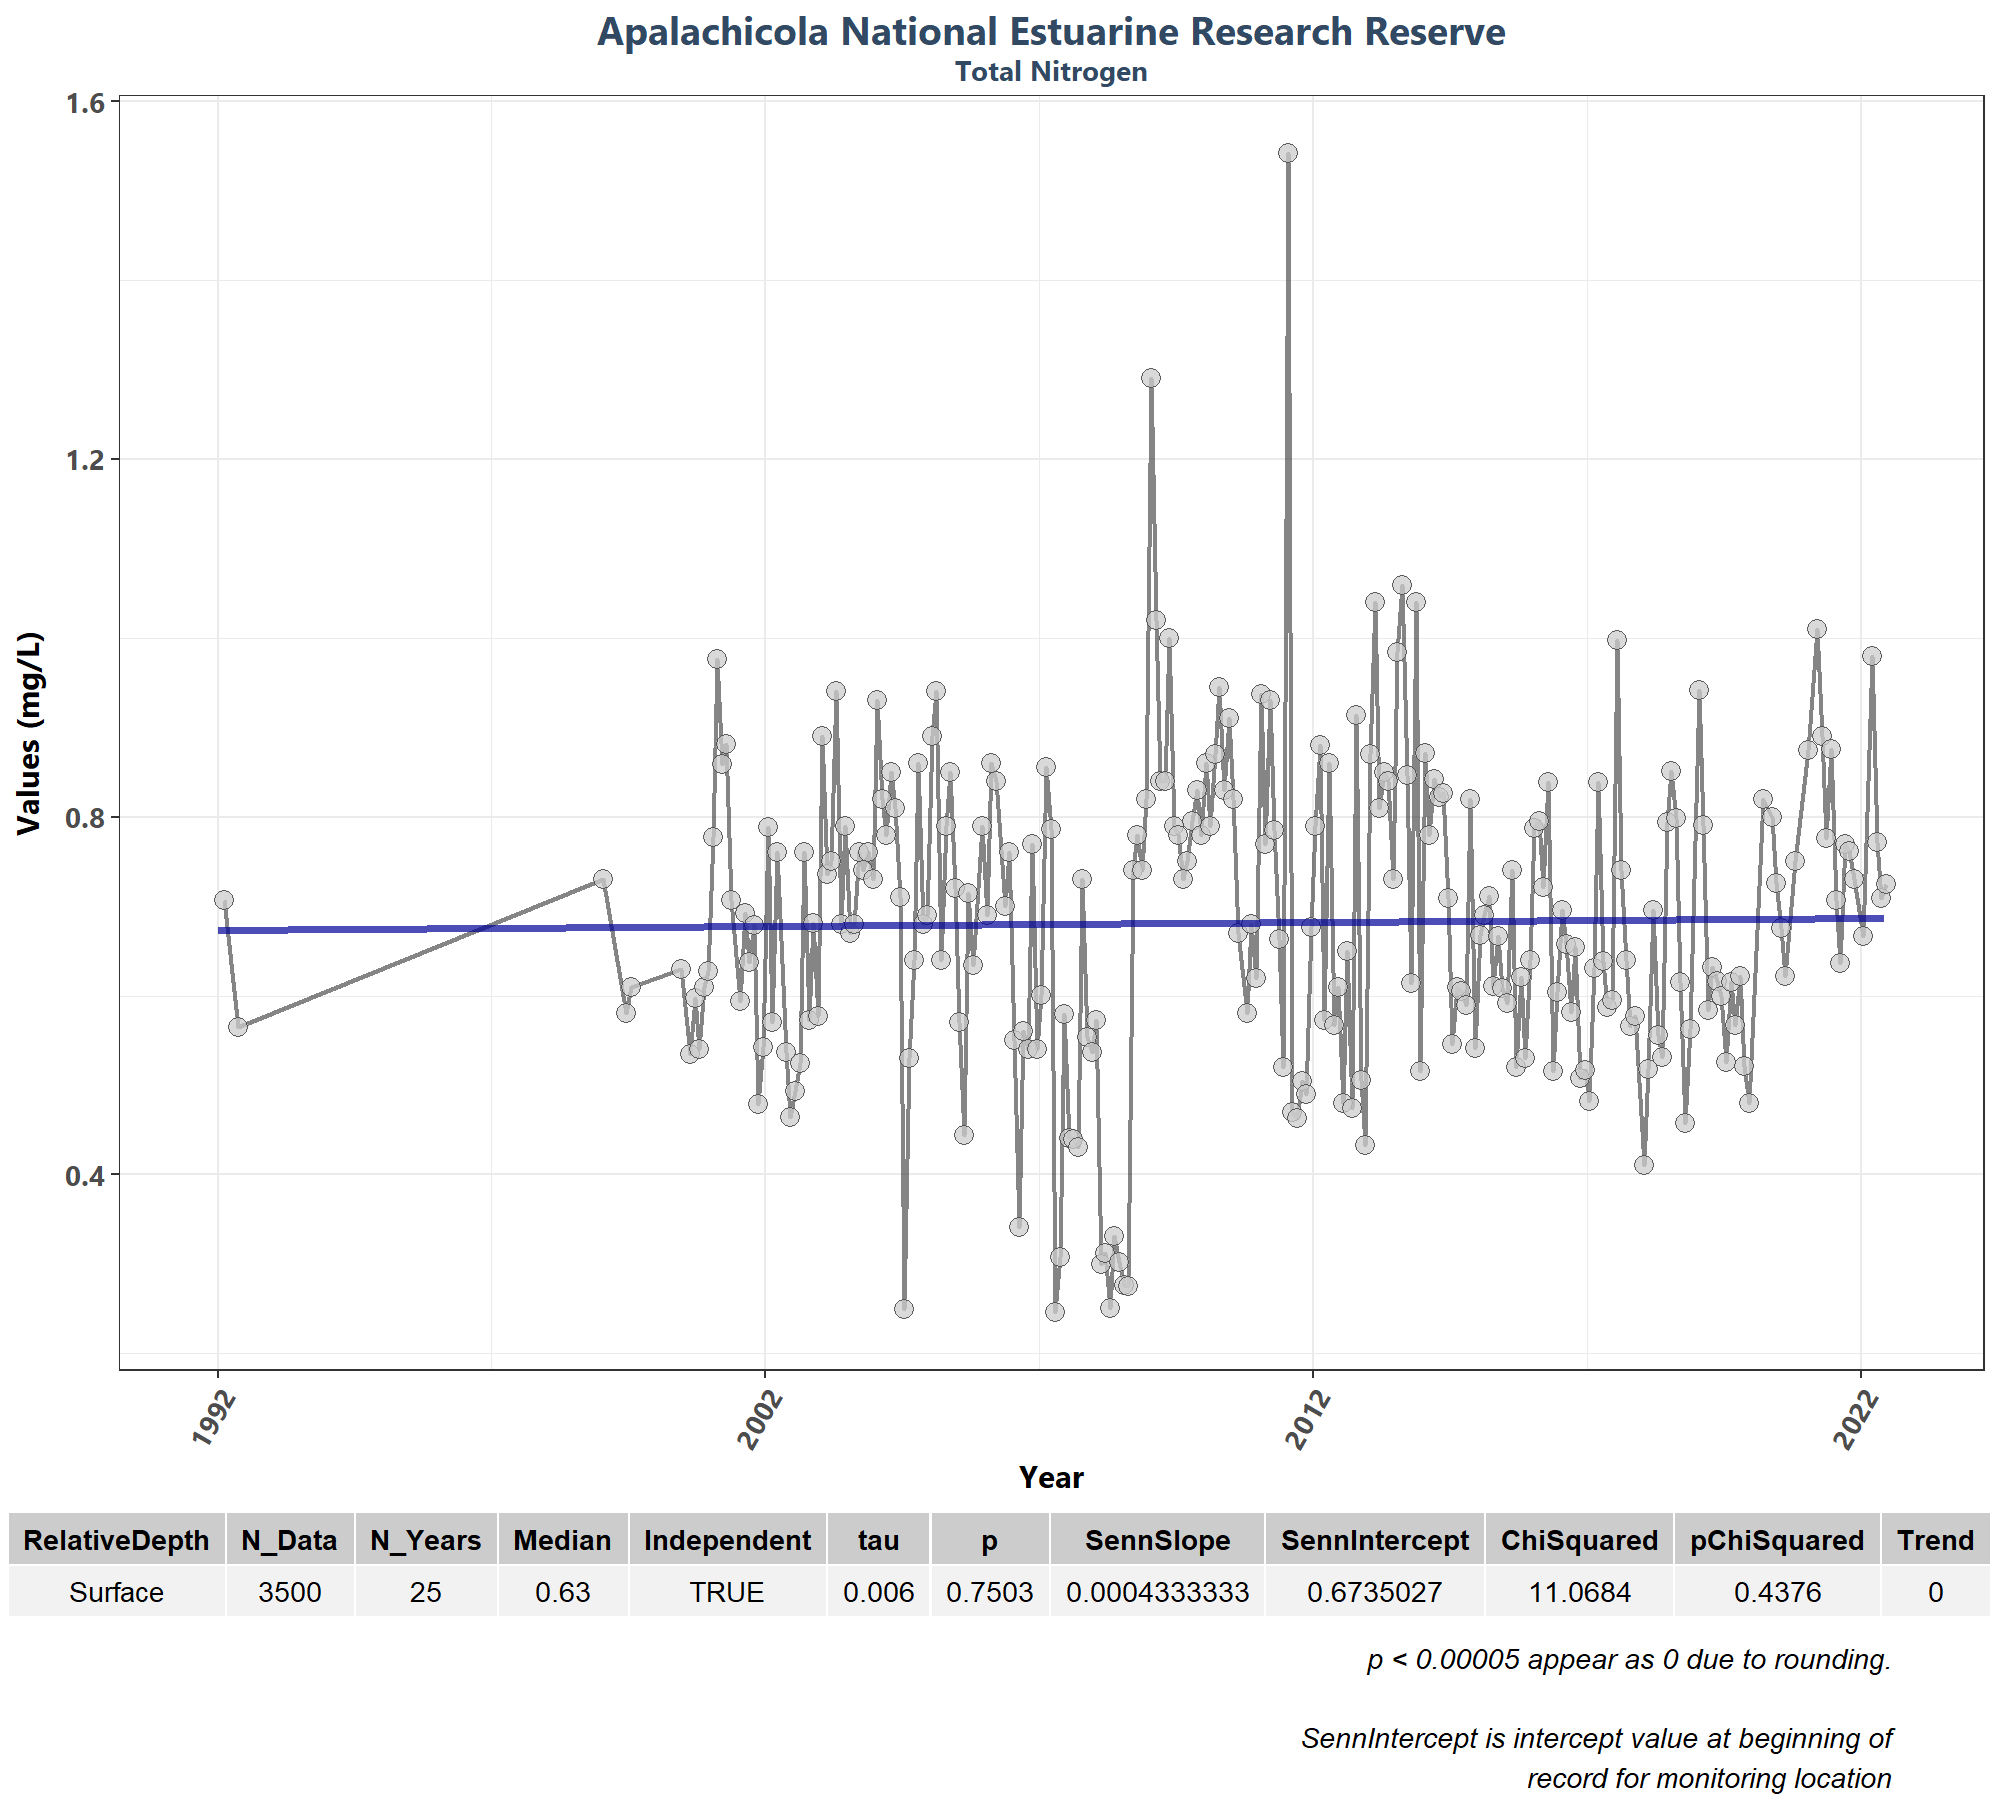 Apalachicola National Estuarine Research Reserve
Total Nitrogen
1.6
1.2
0.8
0.4
Values (mg/L)
1992
2002
2012
2022
Year
RelativeDepth N_Data N_Years Median Independent tau p SennSlope SennIntercept ChiSquared pChiSquared Trend
Surface 3500 25 0.63 TRUE 0.006 0.7503 0.0004333333 0.6735027 11.0684 0.4376 0
p < 0.00005 appear as 0 due to rounding.
SennIntercept is intercept value at beginning of
record for monitoring location